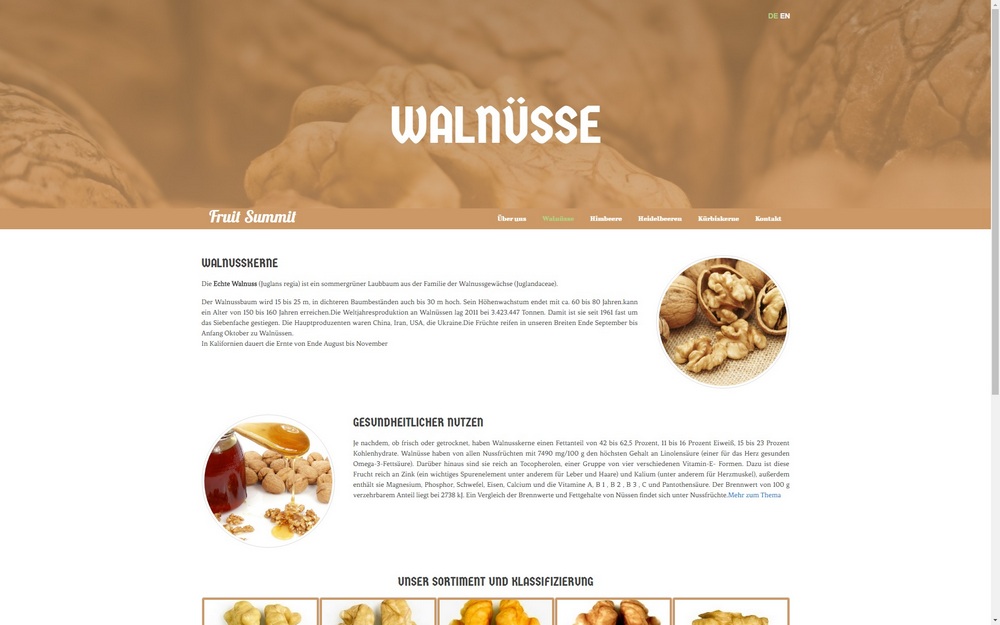 DE EN
WALNÜSSE
Fruit Summit
Über uns Walnüsse Himbeere Heidelbeeren Kürbiskerne Kontakt
WALNUSSKERNE
Die Echte Walnuss (Juglans regia) ist ein sommergrüner Laubbaum aus der Familie der Walnussgewächse (Juglandaceae).
Der Walnussbaum wird 15 bis 25 m, in dichteren Baumbeständen auch bis 30 m hoch. Sein Höhenwachstum endet mit ca. 60 bis 80 Jahren.kann
ein Alter von 150 bis 160 Jahren erreichen.Die Weltjahresproduktion an Walnüssen lag 2011 bei 3.423.447 Tonnen. Damit ist sie seit 1961 fast um
das Siebenfache gestiegen. Die Hauptproduzenten waren China, Iran, USA, die Ukraine.Die Früchte reifen in unseren Breiten Ende September bis
Anfang Oktober zu Walnüssen.
In Kalifornien dauert die Ernte von Ende August bis November
GESUNDHEITLICHER NUTZEN
Je nachdem, ob frisch oder getrocknet, haben Walnusskerne einen Fettanteil von 42 bis 62,5 Prozent, 11 bis 16 Prozent Eiweiß, 15 bis 23 Prozent
Kohlenhydrate. Walnüsse haben von allen Nussfrüchten mit 7490 mg/100 g den höchsten Gehalt an Linolensäure (einer für das Herz gesunden
Omega-3-Fettsäure). Darüber hinaus sind sie reich an Tocopherolen, einer Gruppe von vier verschiedenen Vitamin-E- Formen. Dazu ist diese
Frucht reich an Zink (ein wichtiges Spurenelement unter anderem für Leber und Haare) und Kalium (unter anderem für Herzmuskel), außerdem
enthält sie Magnesium, Phosphor, Schwefel, Eisen, Calcium und die Vitamine A, B 1 , B 2 , B 3 , C und Pantothensäure. Der Brennwert von 100 g
verzehrbarem Anteil liegt bei 2738 kJ. Ein Vergleich der Brennwerte und Fettgehalte von Nüssen findet sich unter Nussfrüchte.Mehr zum Thema
UNSER SORTIMENT UND KLASSIFIZIERUNG